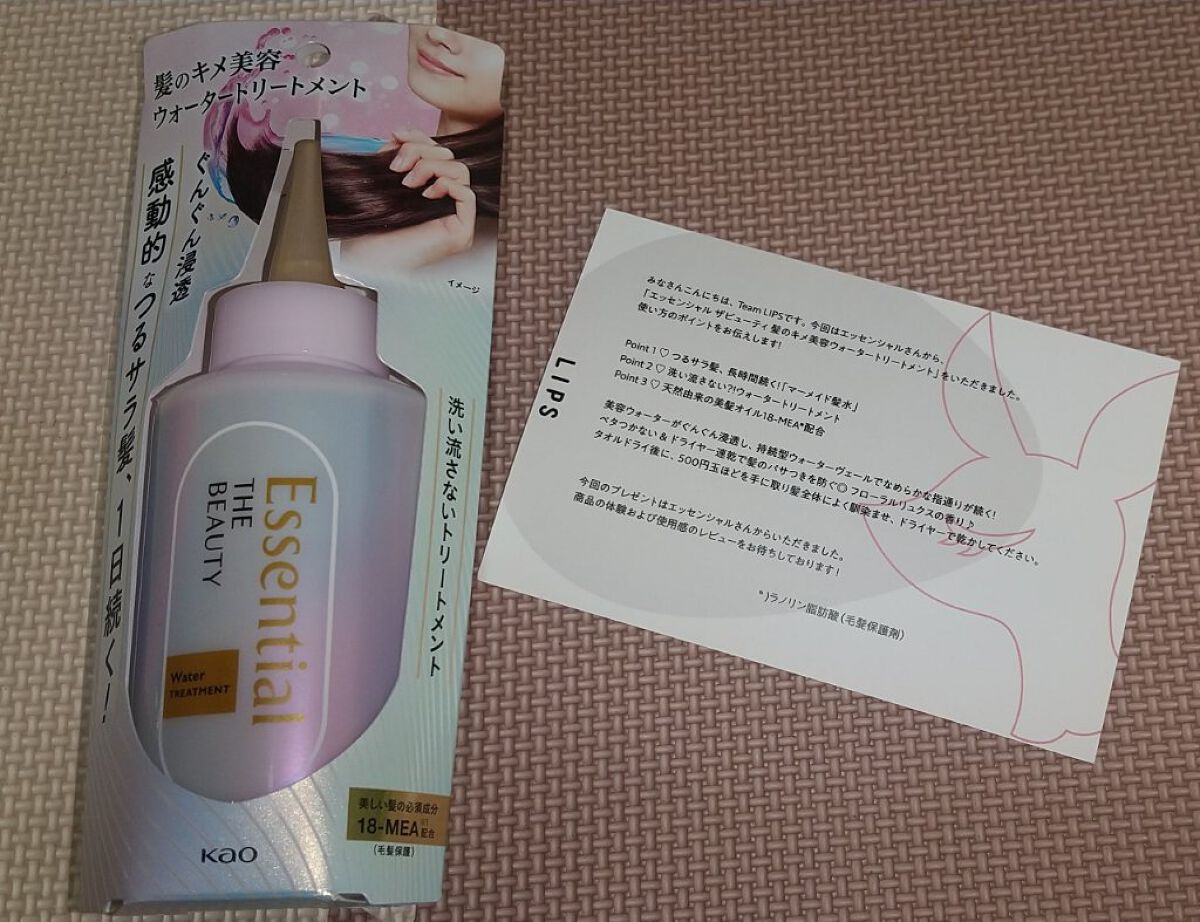 髪のキメ美容
ウォータートリートメント
ぐんぐん浸透
感動的なつるサラ髪、1日続く!
イメージ
洗い流さないトリートメント
Essential
THE
BEAUTY
Water
TREATMENT
美しい髪の必須成分
18-MEA※1配合
(毛髪保護)
Kao
LIPS
みなさんこんにちは、Team LIPSです。今回はエッセンシャルさんから、
「エッセンシャル ザビューティ 髪のキメ美容ウォータートリートメント」をいただきました。
使い方のポイントをお伝えします!
Point 1♡つるサラ髪、長時間続く!「マーメイド髪水」
Point 2♡洗い流さない?!ウォータートリートメント
Point 3♡天然由来の美髪オイル18-MEA*配合
美容ウォーターがぐんぐん浸透し、持続型ウォーターヴェールでなめらかな指通りが続く!
ベタつかない&ドライヤー速乾で髪のパサつきを防ぐ◎フローラルリュクスの香り♪
タオルドライ後に、500円玉ほどを手に取り髪全体によく馴染ませ、ドライヤーで乾かしてください。
今回のプレゼントはエッセンシャルさんからいただきました。
商品の体験および使用感のレビューをお待ちしております!
*)ラノリン脂肪酸(毛髪保護剤)